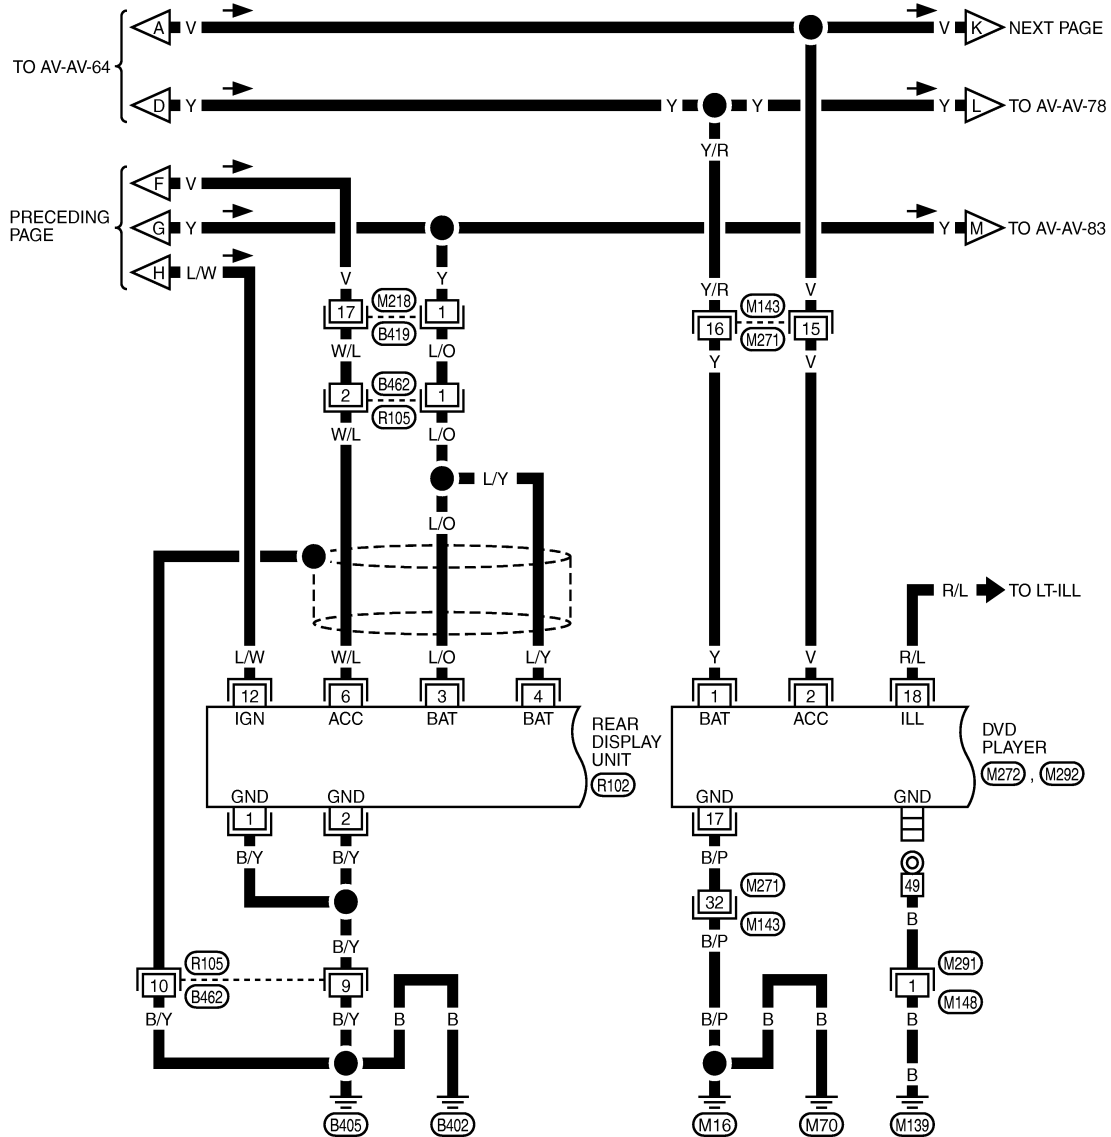 A V V K NEXT PAGE
TO AV-AV-64
D Y Y Y Y L TO AV-AV-78
Y/R
F V
PRECEDING
PAGE
G Y Y M TO AV-AV-83
H L/W
V Y Y/R V
17 M218 1
B419
16 M143 15
M271
W/L L/O Y V
2 B462 1
R105
W/L L/O
L/Y
L/O
R/L TO LT-ILL
L/W W/L L/O L/Y Y V R/L
12 6 3 4 1 2 18
IGN ACC BAT BAT BAT ACC ILL
REAR
DISPLAY
UNIT
R102
DVD
PLAYER
M272 , M292
GND GND GND GND
1 2 17
B/Y B/Y B/P
49
32 M271
M143
B
B/Y B/P
10 R105 9
B462
1 M291
M148
B/Y B/Y B B B/P B B B
B
B405 B402 M16 M70 M139